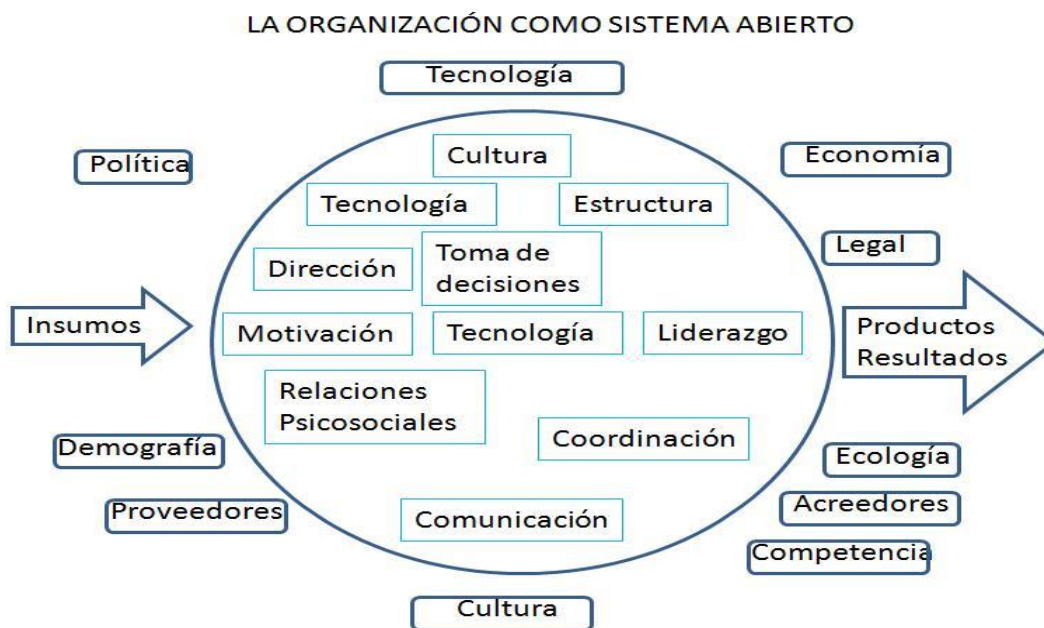 LA ORGANIZACIÓN COMO SISTEMA ABIERTO
Tecnología
Política
Economía
Cultura
Tecnología
Estructura
Legal
Dirección
Toma de
decisiones
Insumos
Motivación
Tecnología
Liderazgo
Productos
Resultados
Relaciones
Psicosociales
Coordinación
Demografía
Ecología
Proveedores
Comunicación
Acreedores
Competencia
Cultura